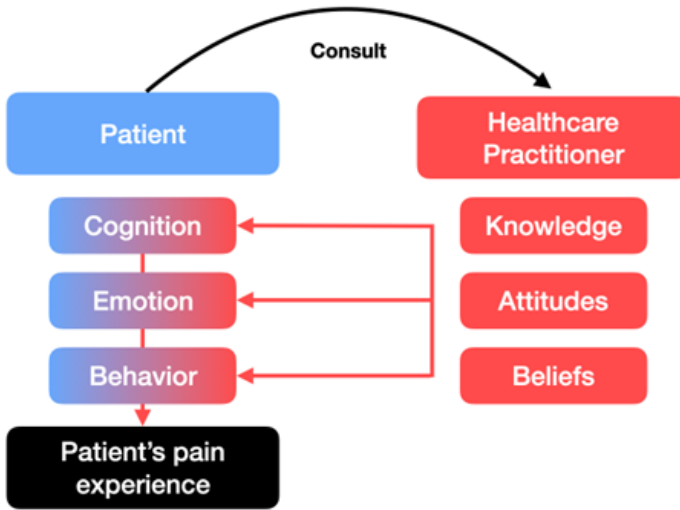 Consult
Patient
Healthcare
Practitioner
Cognition
Knowledge
Emotion
Attitudes
Behavior
Beliefs
Patient’s pain
experience